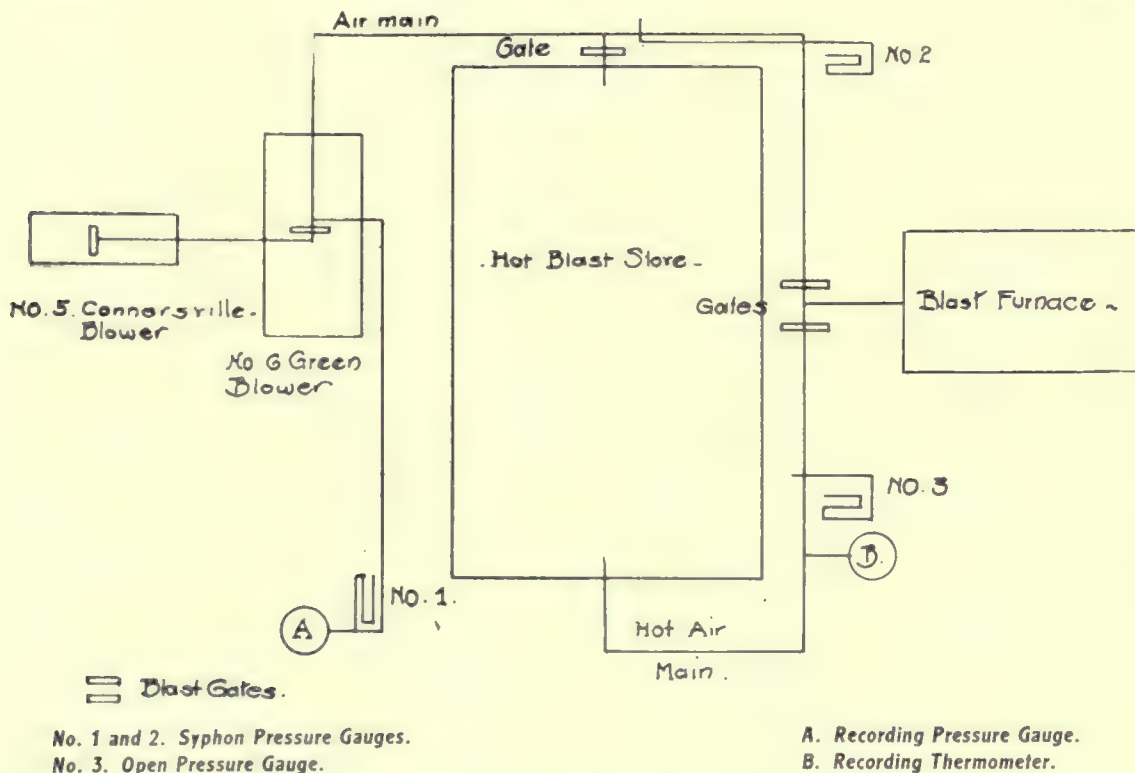 Air main
Gate
No 2
. Hot Blast Stove -
NO. 5. Connersville -
Blower
No 6 Green
Blower
Gates
Blast Furnace ~
NO. 3
B.
NO. 1.
A
Hot Air
Main.
Blast Gates.
No. 1 and 2. Syphon Pressure Gauges.
No. 3. Open Pressure Gauge.
A. Recording Pressure Gauge.
B. Recording Thermometer.